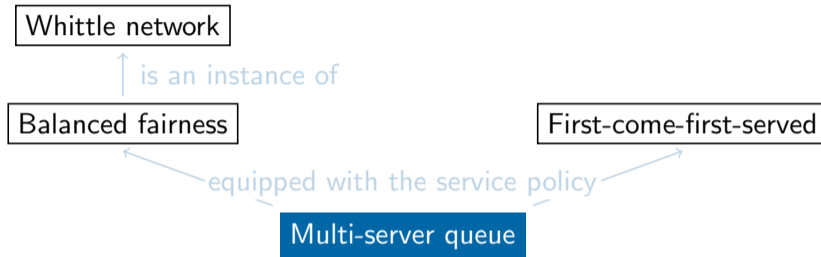 Whittle network
is an instance of
Balanced fairness
First-come-first-served
equipped with the service policy
Multi-server queue